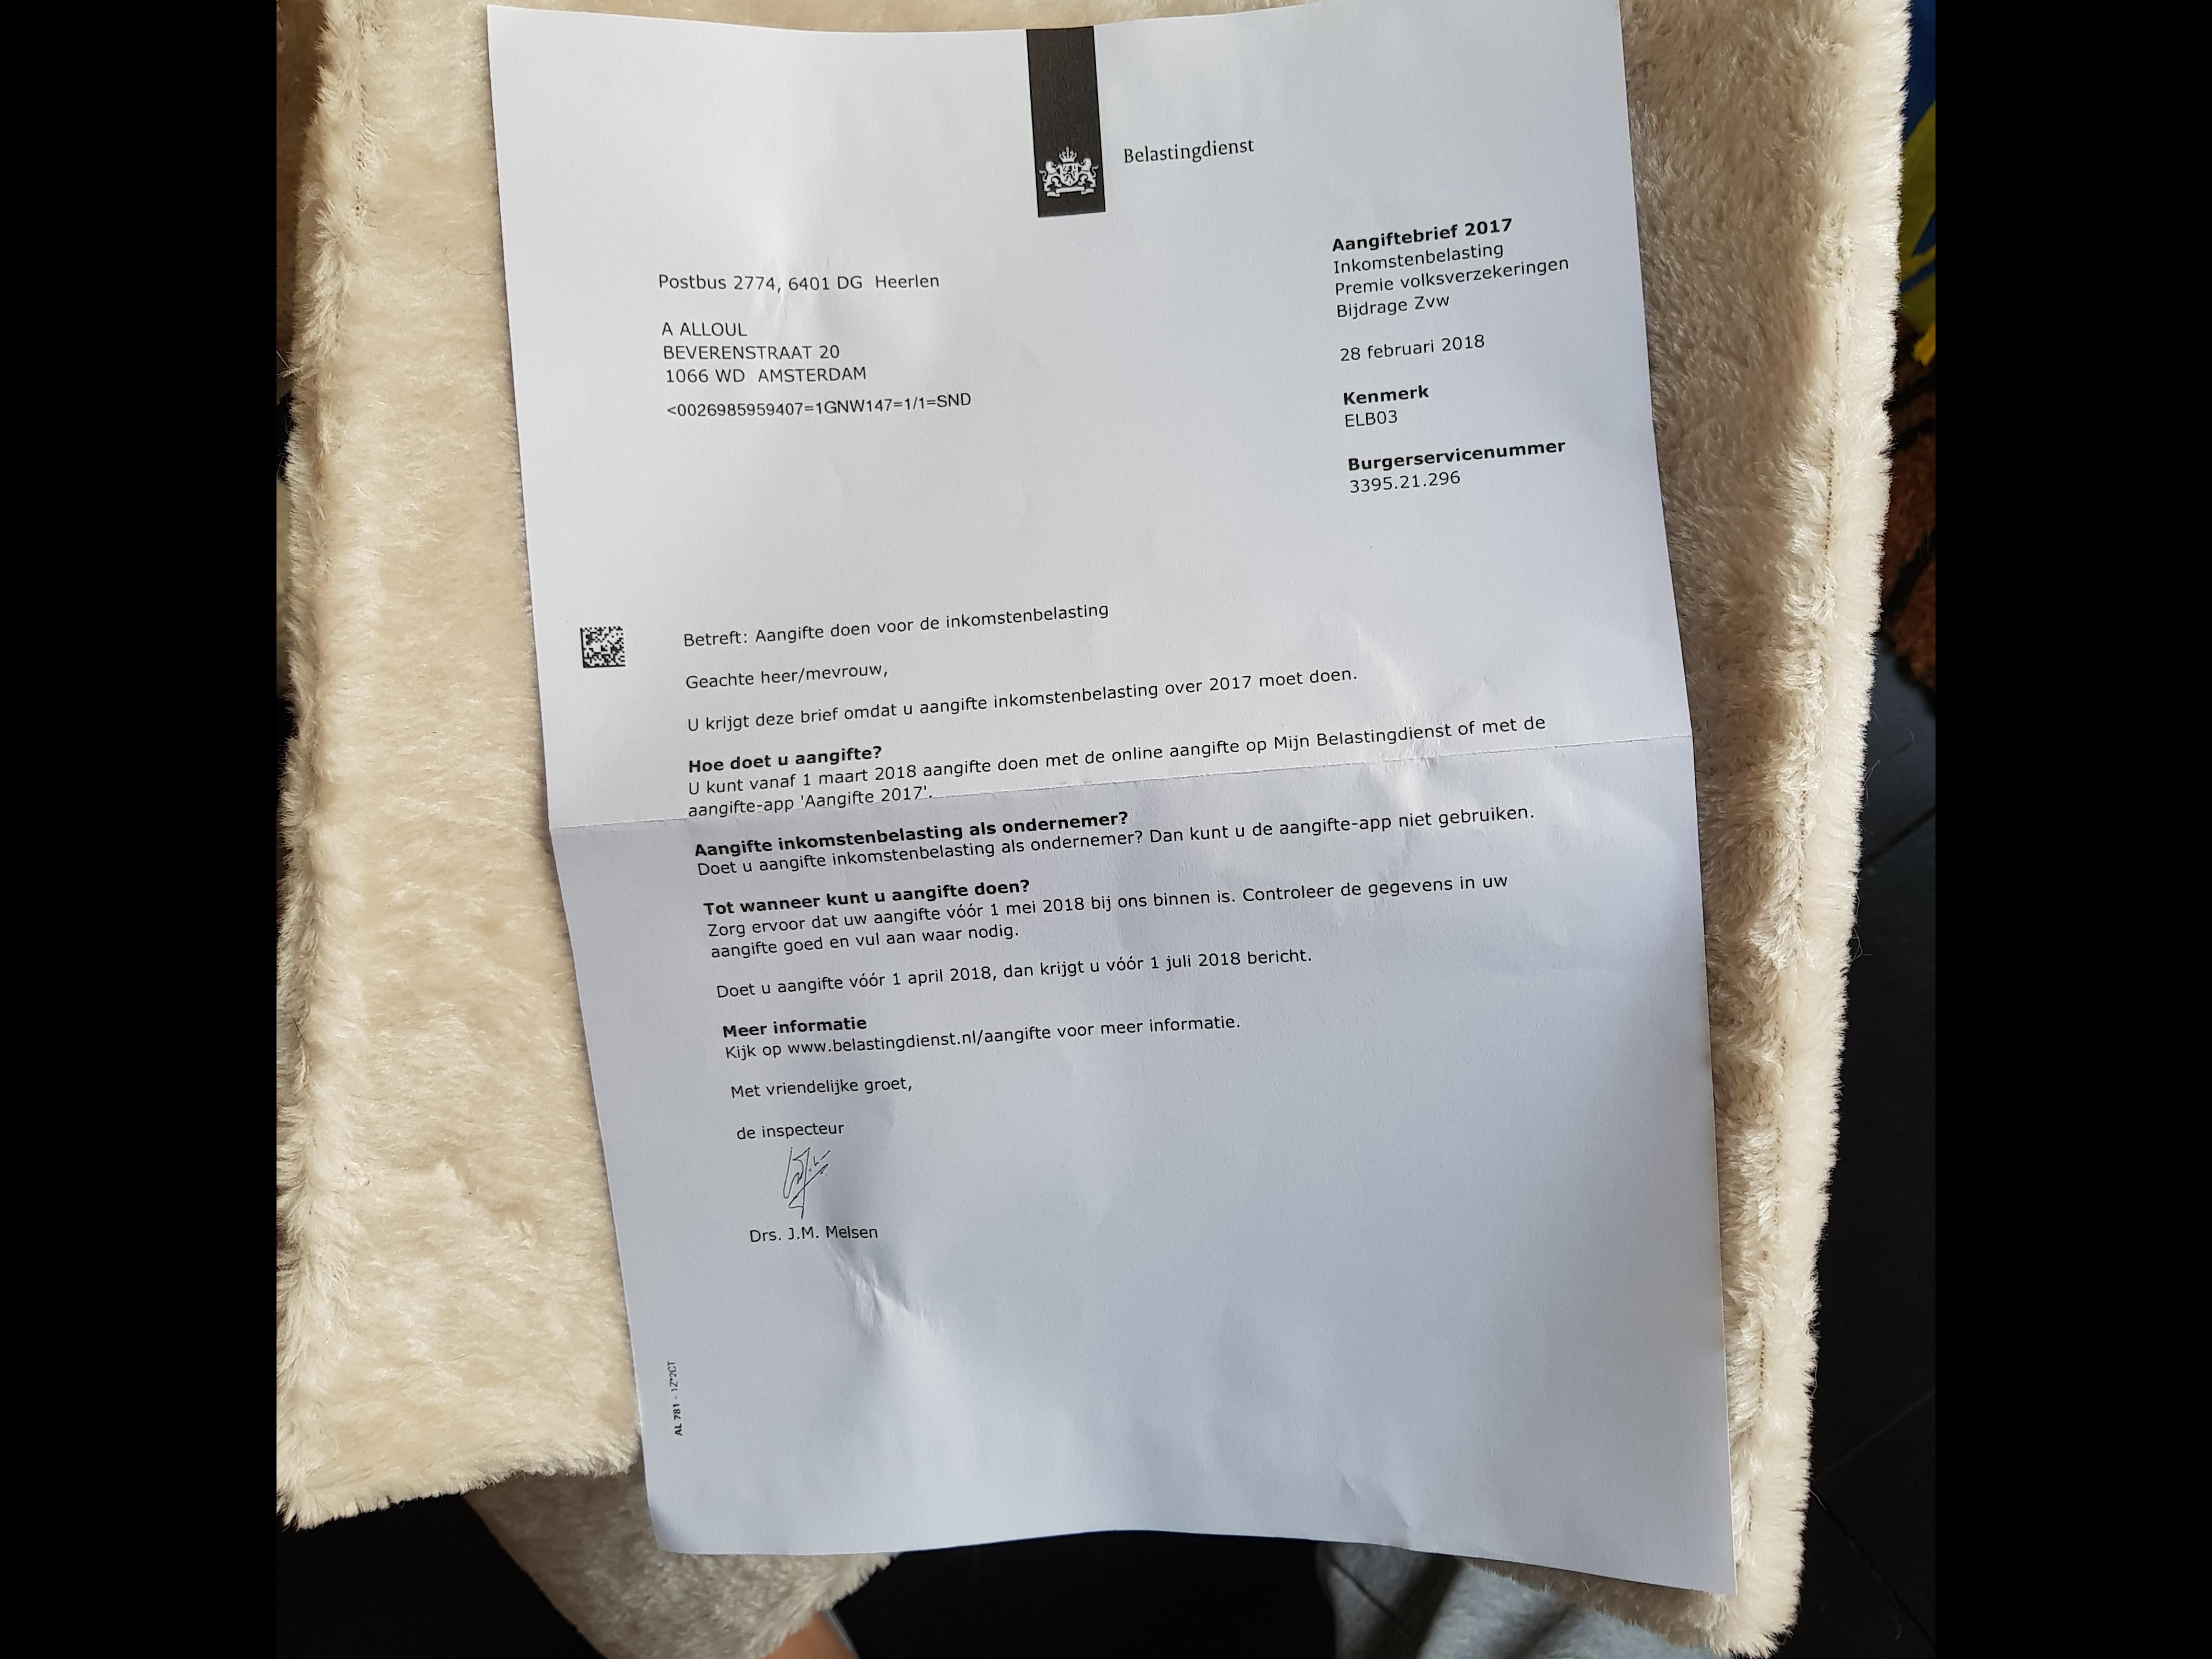 Belastingdienst
Aangiftebrief 2017
Inkomstenbelasting
Premie volksverzekeringen
Bijdrage Zvw
28 februari 2018
Kenmerk
ELB03
Burgerservicenummer
3395.21.296
Postbus 2774, 6401 DG Heerlen
A ALLOUL
BEVERENSTRAAT 20
1066 WD AMSTERDAM
<0026985959407=1GNW147=1/1=SND
Betreft: Aangifte doen voor de inkomstenbelasting
Geachte heer/mevrouw,
U krijgt deze brief omdat u aangifte inkomstenbelasting over 2017 moet doen.
Hoe doet u aangifte?
U kunt vanaf 1 maart 2018 aangifte doen met de online aangifte op Mijn Belastingdienst of met de
aangifte-app 'Aangifte 2017'.
Aangifte inkomstenbelasting als ondernemer?
Doet u aangifte inkomstenbelasting als ondernemer? Dan kunt u de aangifte-app niet gebruiken.
Tot wanneer kunt u aangifte doen?
Zorg ervoor dat uw aangifte vóór 1 mei 2018 bij ons binnen is. Controleer de gegevens in uw
aangifte goed en vul aan waar nodig.
Doet u aangifte vóór 1 april 2018, dan krijgt u vóór 1 juli 2018 bericht.
Meer informatie
Kijk op www.belastingdienst.nl/aangifte voor meer informatie.
Met vriendelijke groet,
de inspecteur
Drs. J.M. Melsen
AL 781 - 1Z*2CT